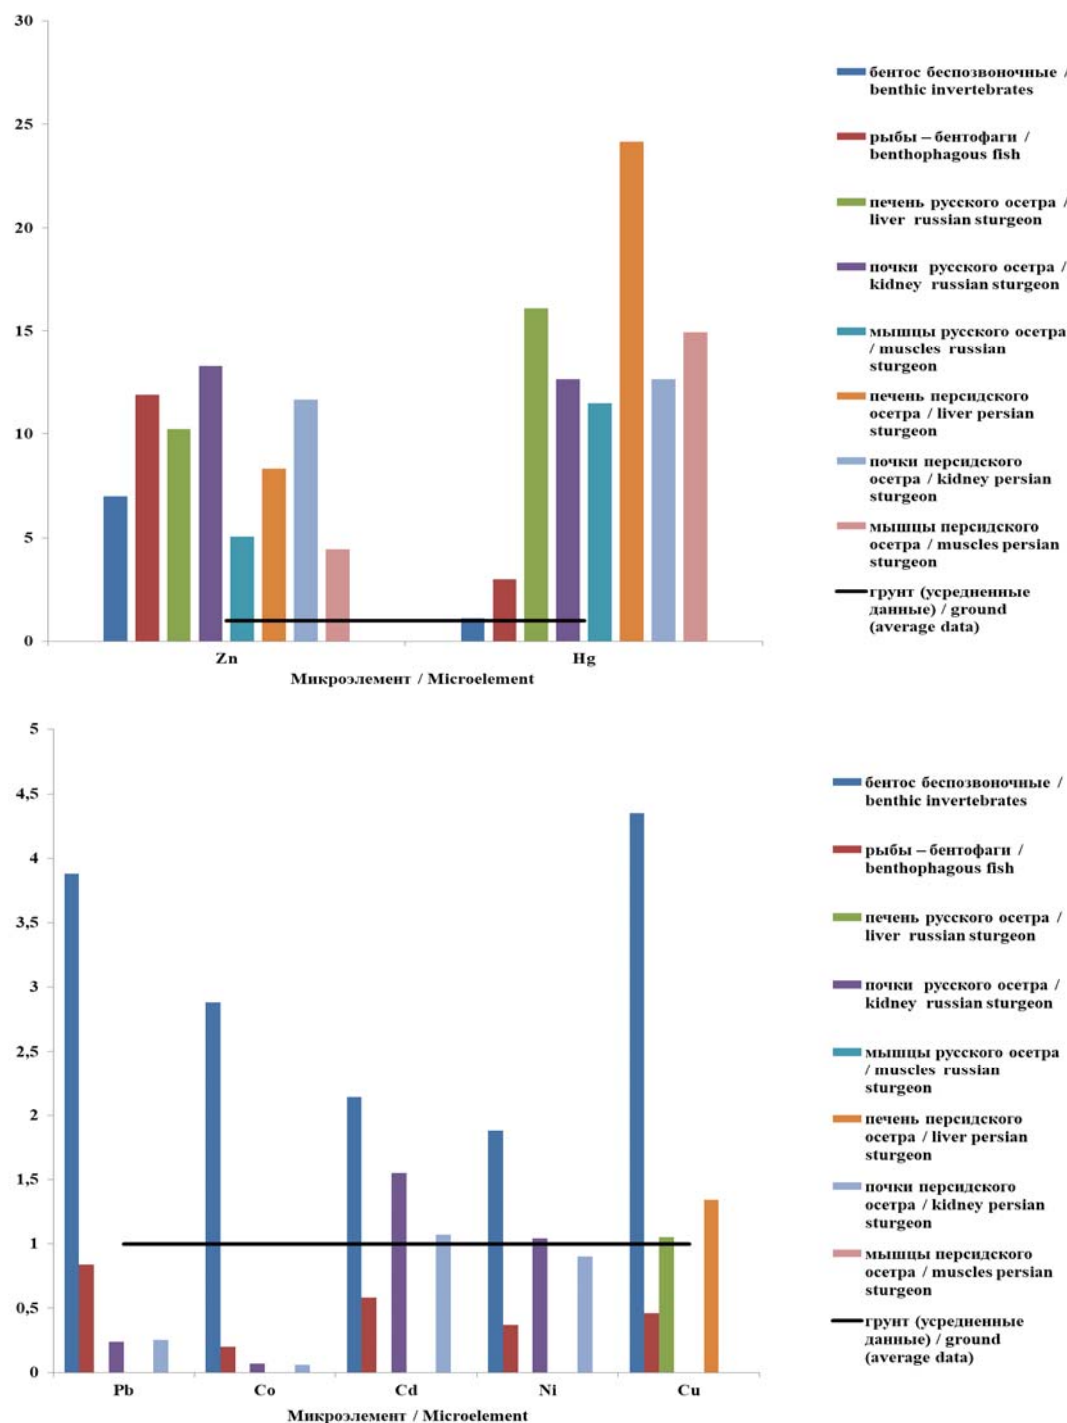 30
25
20
15
10
5
0
Zn Hg
Микроэлемент / Microelement
бентос беспозвоночные /
benthic invertebrates
рыбы – бентофаги /
benthophagous fish
печень русского осетра /
liver russian sturgeon
почки русского осетра /
kidney russian sturgeon
мышцы русского осетра
/ muscles russian
sturgeon
печень персидского
осетра / liver persian
sturgeon
почки персидского
осетра / kidney persian
sturgeon
мышцы персидского
осетра / muscles persian
sturgeon
грунт (усредненные
данные) / ground
(average data)
5
4,5
4
3,5
3
2,5
2
1,5
1
0,5
0
Pb Co Cd Ni Cu
Микроэлемент / Microelement
бентос беспозвоночные /
benthic invertebrates
рыбы – бентофаги /
benthophagous fish
печень русского осетра /
liver russian sturgeon
почки русского осетра /
kidney russian sturgeon
мышцы русского осетра
/ muscles russian
sturgeon
печень персидского
осетра / liver persian
sturgeon
почки персидского
осетра / kidney persian
sturgeon
мышцы персидского
осетра / muscles persian
sturgeon
грунт (усредненные
данные) / ground
(average data)